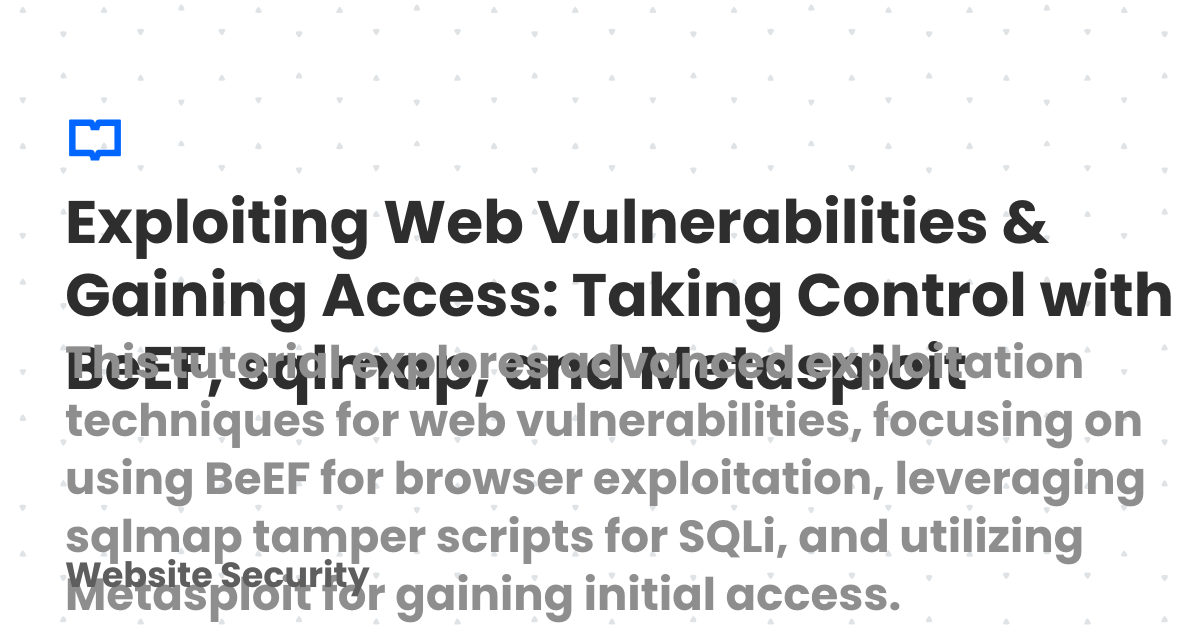 Exploiting Web Vulnerabilities &
Gaining Access: Taking Control with
BeEF, sqlmap, and Metasploit
This tutorial explores advanced exploitation
techniques for web vulnerabilities, focusing on
using BeEF for browser exploitation, leveraging
sqlmap tamper scripts for SQLi, and utilizing
Metasploit for gaining initial access.
Website Security